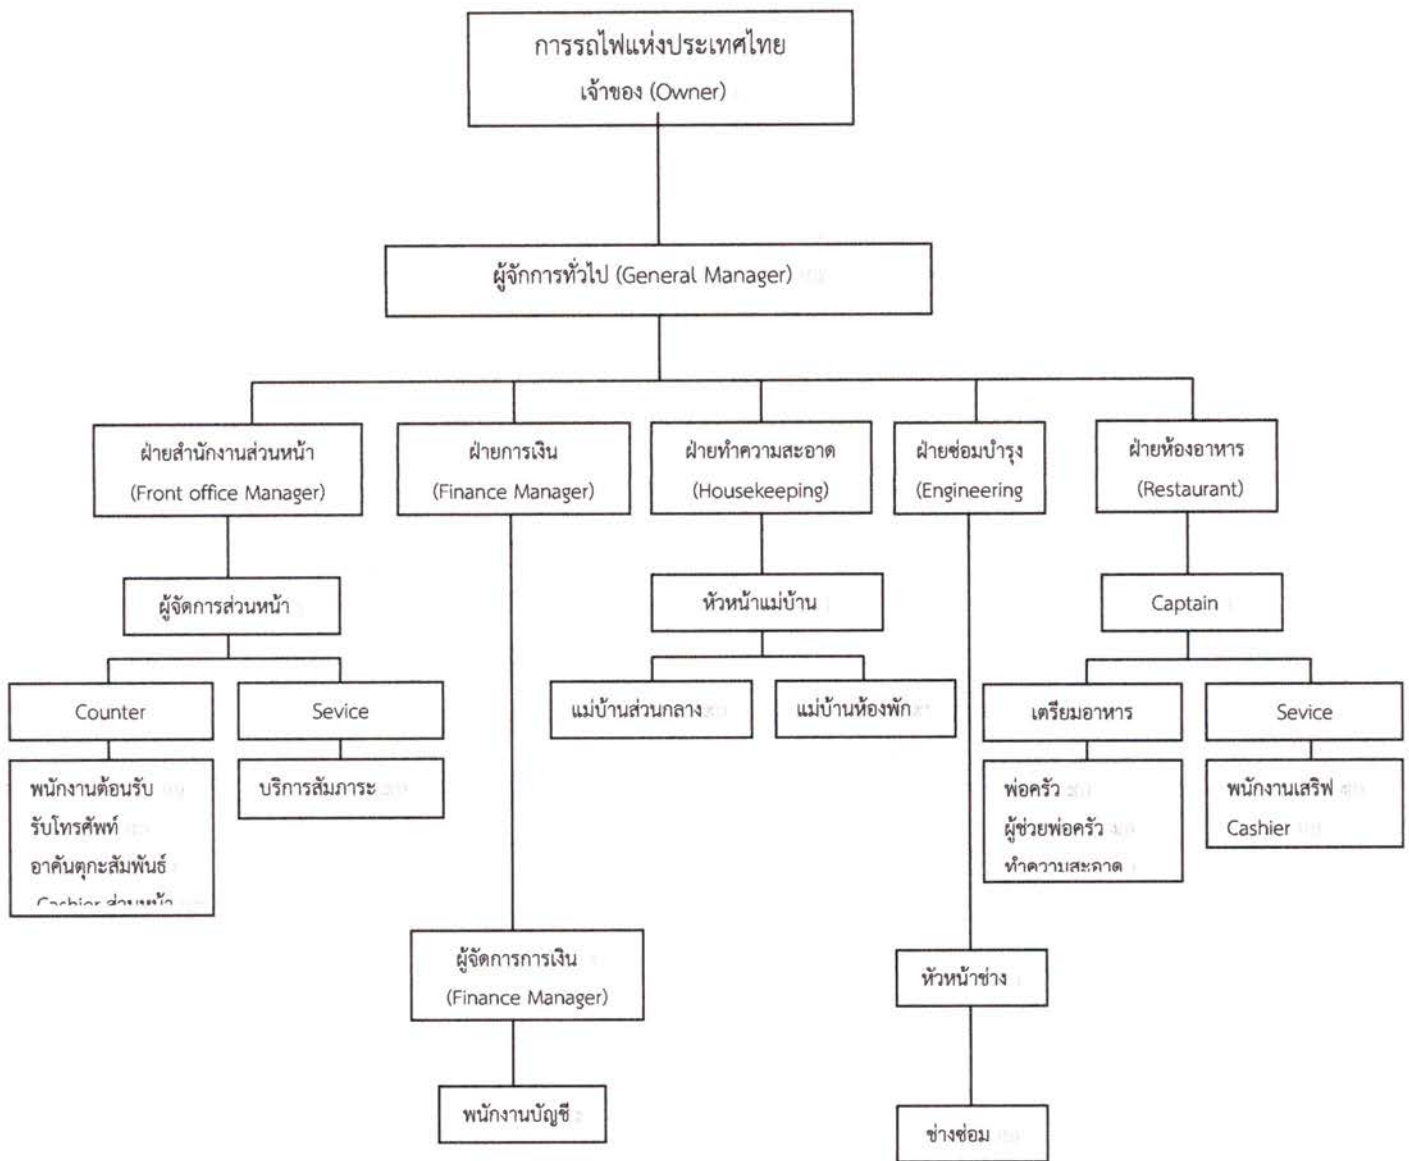 การรถไฟแห่งประเทศไทย
เจ้าของ (Owner)
ผู้จักการทั่วไป (General Manager)
ฝ่ายสำนักงานส่วนหน้า
(Front office Manager)
ฝ่ายการเงิน
(Finance Manager)
ฝ่ายทำความสะอาด
(Housekeeping)
ฝ่ายซ่อมบำรุง
(Engineering
ฝ่ายห้องอาหาร
(Restaurant)
ผู้จัดการส่วนหน้า
หัวหน้าแม่บ้าน
Captain
Counter
Sevice
แม่บ้านส่วนกลาง
แม่บ้านห้องพัก
เตรียมอาหาร
Sevice
พนักงานต้อนรับ
รับโทรศัพท์
อาคันตุกะสัมพันธ์
Cashier ส่วนหน้า
บริการสัมภาระ
พ่อครัว
ผู้ช่วยพ่อครัว
ทำความสะอาด
พนักงานเสริฟ
Cashier
ผู้จัดการการเงิน
(Finance Manager)
หัวหน้าช่าง
พนักงานบัญชี
ช่างซ่อม